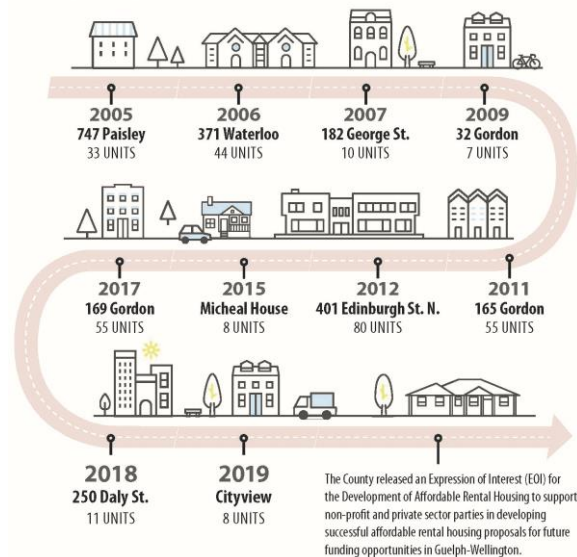 2005
747 Paisley
33 UNITS
2006
371 Waterloo
44 UNITS
2007
182 George St.
10 UNITS
2009
32 Gordon
7 UNITS
2017
169 Gordon
55 UNITS
2015
Micheal House
8 UNITS
2012
401 Edinburgh St. N.
80 UNITS
2011
165 Gordon
55 UNITS
2018
250 Daly St.
11 UNITS
2019
Cityview
8 UNITS
The County released an Expression of Interest (EOI) for
the Development of Affordable Rental Housing to support
non-profit and private sector parties in developing
successful affordable rental housing proposals for future
funding opportunities in Guelph-Wellington.